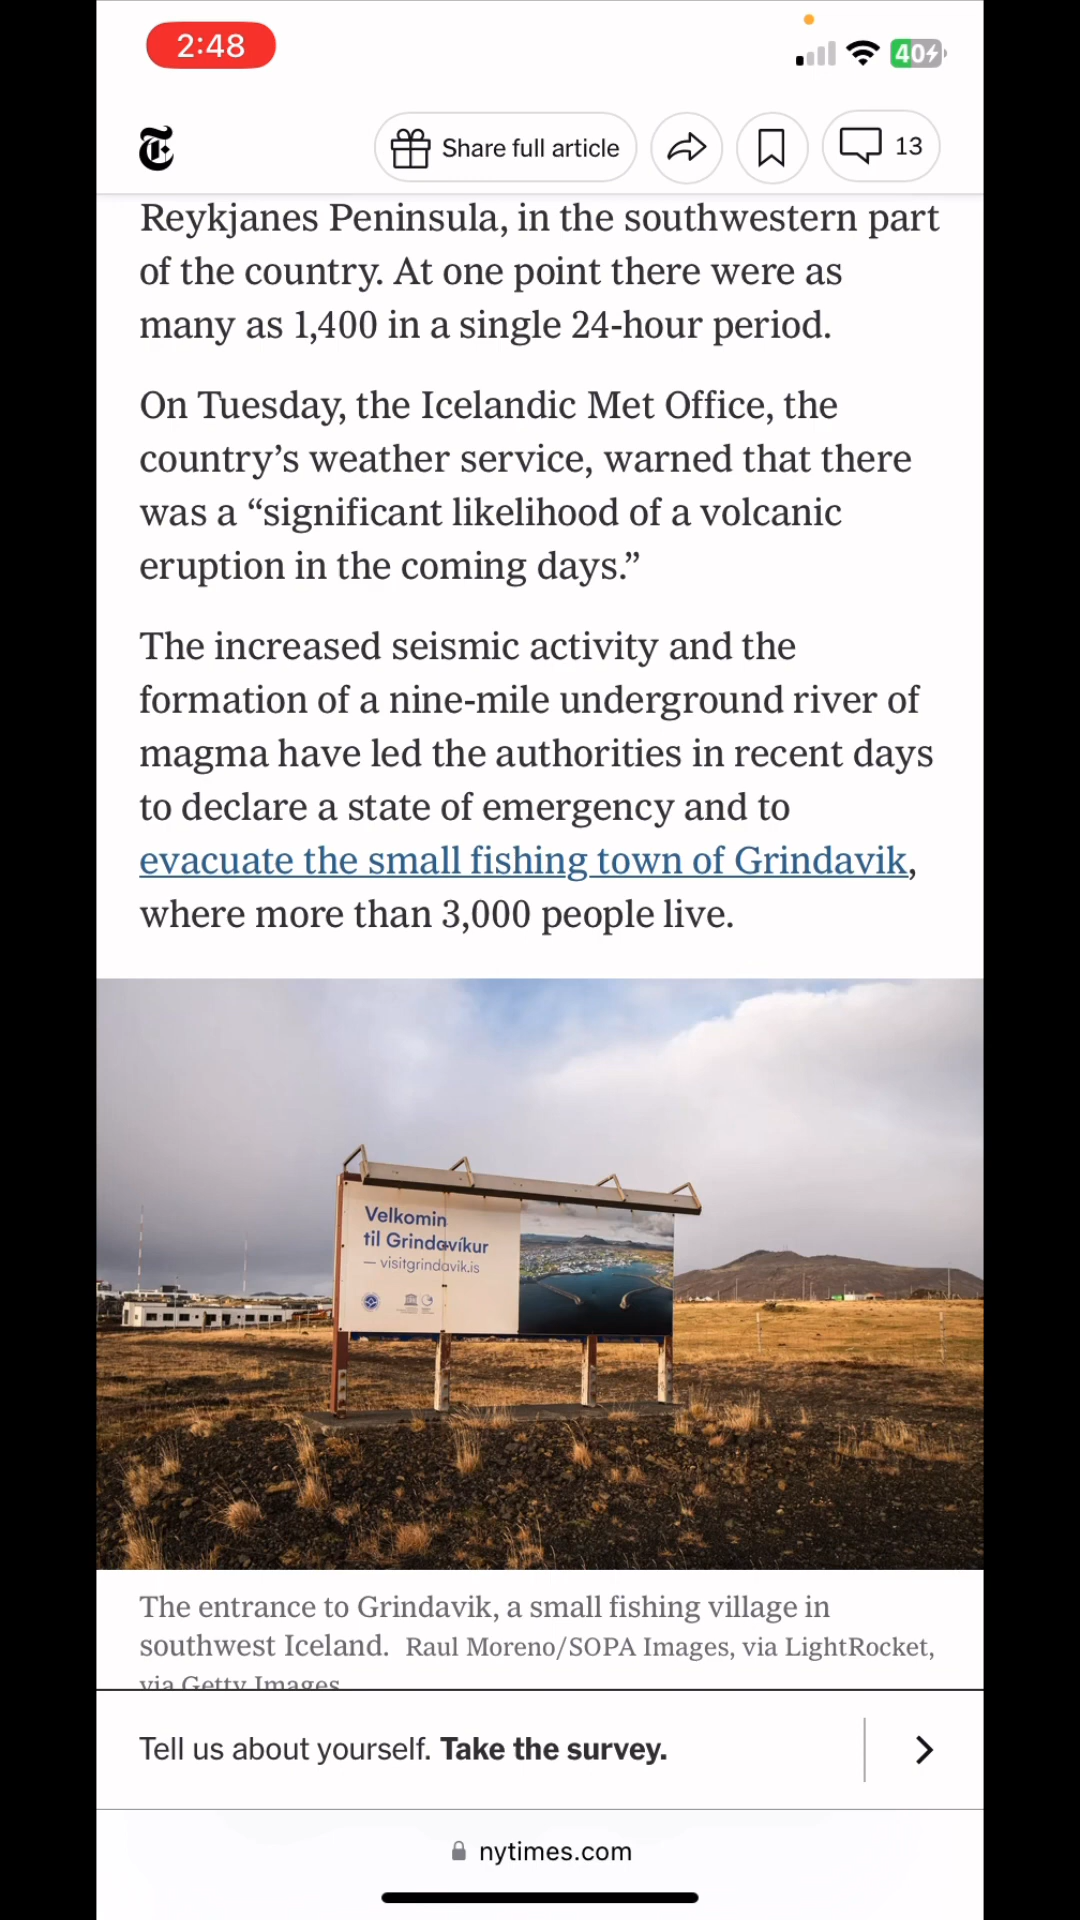 2:48
40
Share full article
13
Reykjanes Peninsula, in the southwestern part
of the country. At one point there were as
many as 1,400 in a single 24-hour period.
On Tuesday, the Icelandic Met Office, the
country’s weather service, warned that there
was a “significant likelihood of a volcanic
eruption in the coming days.”
The increased seismic activity and the
formation of a nine-mile underground river of
magma have led the authorities in recent days
to declare a state of emergency and to
evacuate the small fishing town of Grindavik,
where more than 3,000 people live.
Velkomin
til Grindavíkur
— visitgrindavik.is
The entrance to Grindavik, a small fishing village in
southwest Iceland. Raul Moreno/SOPA Images, via LightRocket,
via Getty Images
Tell us about yourself. Take the survey.
nytimes.com